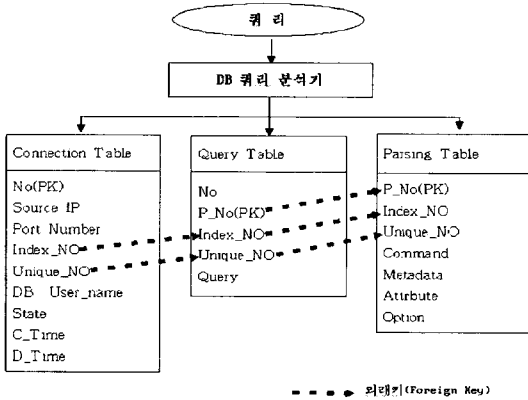 쿼 리
DB 쿼리 분석기
Connection Table
No(PK)
Source IP
Port Number
Index_NO
Unique_NO
DB User_name
State
C_Time
D_Time
Query Table
No
P_No(PK)
Index_NO
Unique_NO
Query
Parsing Table
P_No(PK)
Index_NO
Unique_NO
Command
Metadata
Attribute
Option
외래키(Foreign Key)